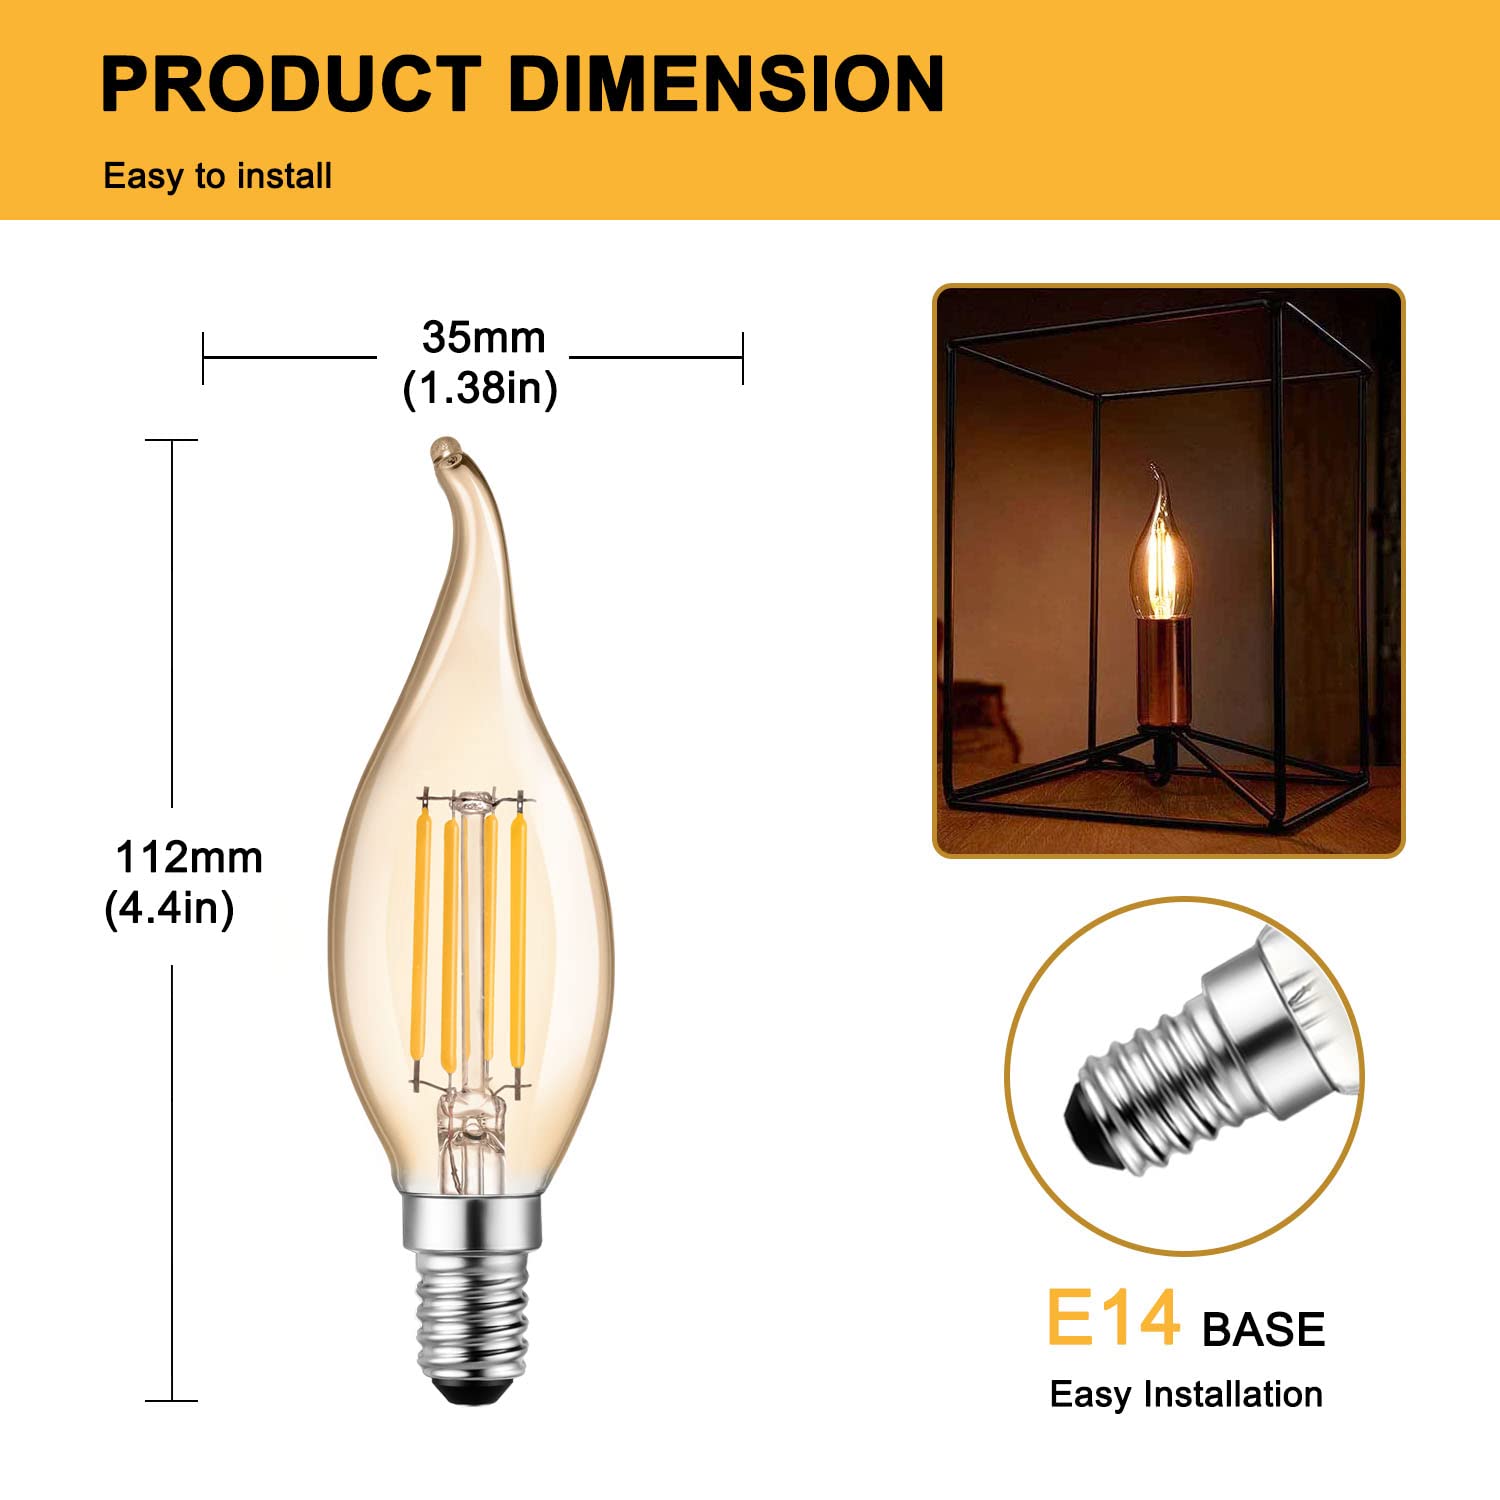 PRODUCT DIMENSION
Easy to install
35mm
(1.38in)
112mm
(4.4in)
E14 BASE
Easy Installation